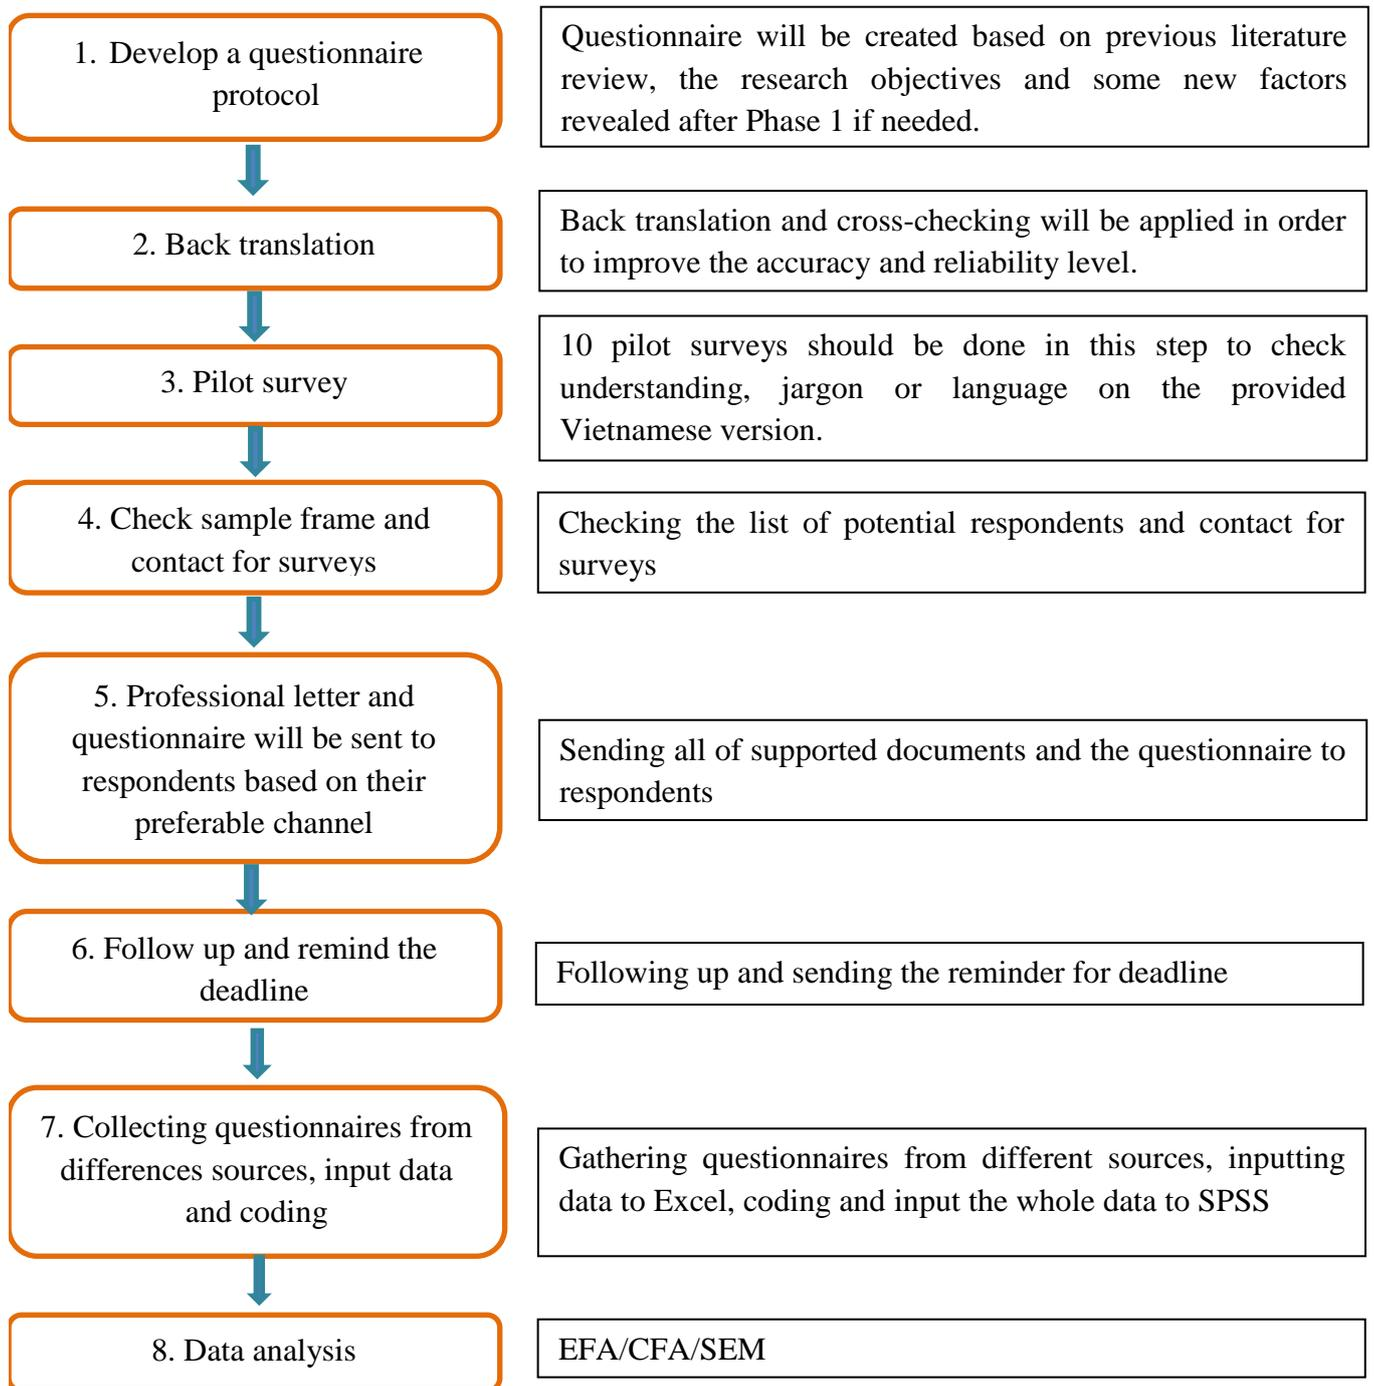 1. Develop a questionnaire
protocol
Questionnaire will be created based on previous literature
review, the research objectives and some new factors
revealed after Phase 1 if needed.
2. Back translation
Back translation and cross-checking will be applied in order
to improve the accuracy and reliability level.
3. Pilot survey
10 pilot surveys should be done in this step to check
understanding, jargon or language on the provided
Vietnamese version.
4. Check sample frame and
contact for surveys
Checking the list of potential respondents and contact for
surveys
5. Professional letter and
questionnaire will be sent to
respondents based on their
preferable channel
Sending all of supported documents and the questionnaire to
respondents
6. Follow up and remind the
deadline
Following up and sending the reminder for deadline
7. Collecting questionnaires from
differences sources, input data
and coding
Gathering questionnaires from different sources, inputting
data to Excel, coding and input the whole data to SPSS
8. Data analysis
EFA/CFA/SEM